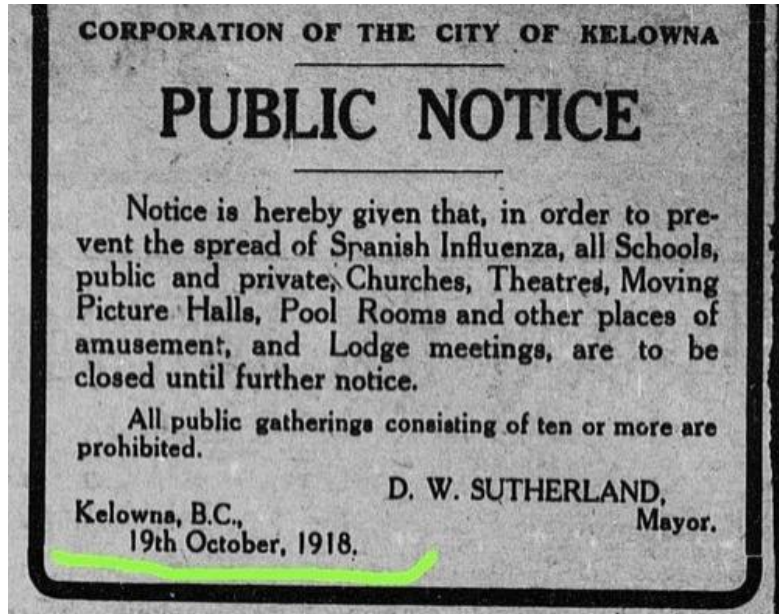 CORPORATION OF THE CITY OF KELOWNA
PUBLIC NOTICE
Notice is hereby given that, in order to pre-
vent the spread of Spanish Influenza, all Schools,
public and private, Churches, Theatres, Moving
Picture Halls, Pool Rooms and other places of
amusement, and Lodge meetings, are to be
closed until further notice.
All public gatherings consisting of ten or more are
prohibited.
D. W. SUTHERLAND,
Mayor.
Kelowna, B.C.,
19th October, 1918.